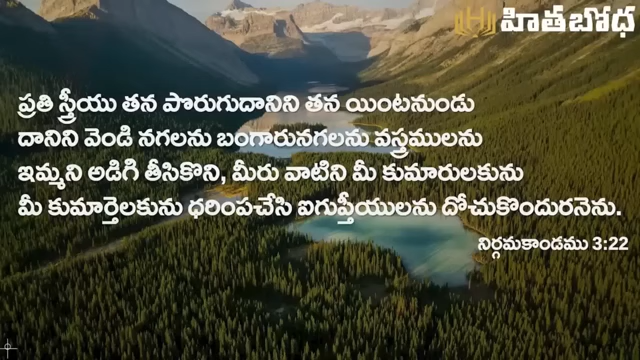 హితబోధ
ప్రతి స్త్రీయు తన పొరుగుదానిని తన యింటనుండు
దానిని వెండి నగలను బంగారునగలను వస్త్రములను
ఇమ్మని అడిగి తీసికొని, మీరు వాటిని మీ కుమారులకును
మీ కుమార్తెలకును ధరింపచేసి ఐగుప్తీయులను దోచుకొందురనెను.
నిర్గమకాండము 3:22